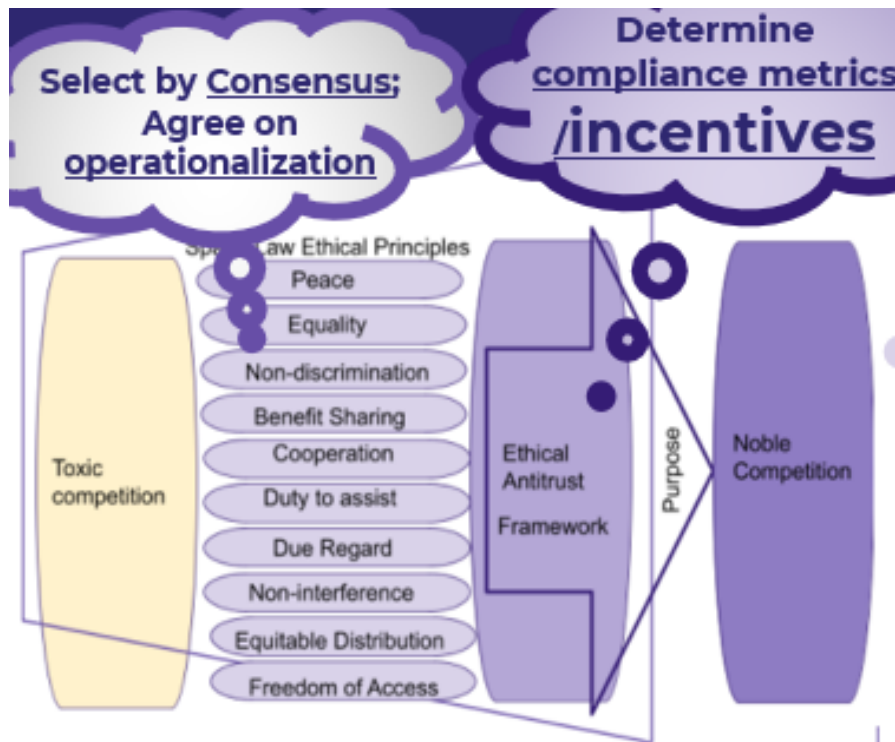 Select by Consensus;
Agree on
operationalization
Determine
compliance metrics
/incentives
Law Ethical Principles
Peace
Equality
Non-discrimination
Benefit Sharing
Cooperation
Duty to assist
Due Regard
Non-interference
Equitable Distribution
Freedom of Access
Toxic
competition
Ethical
Antitrust
Framework
Purpose
Noble
Competition